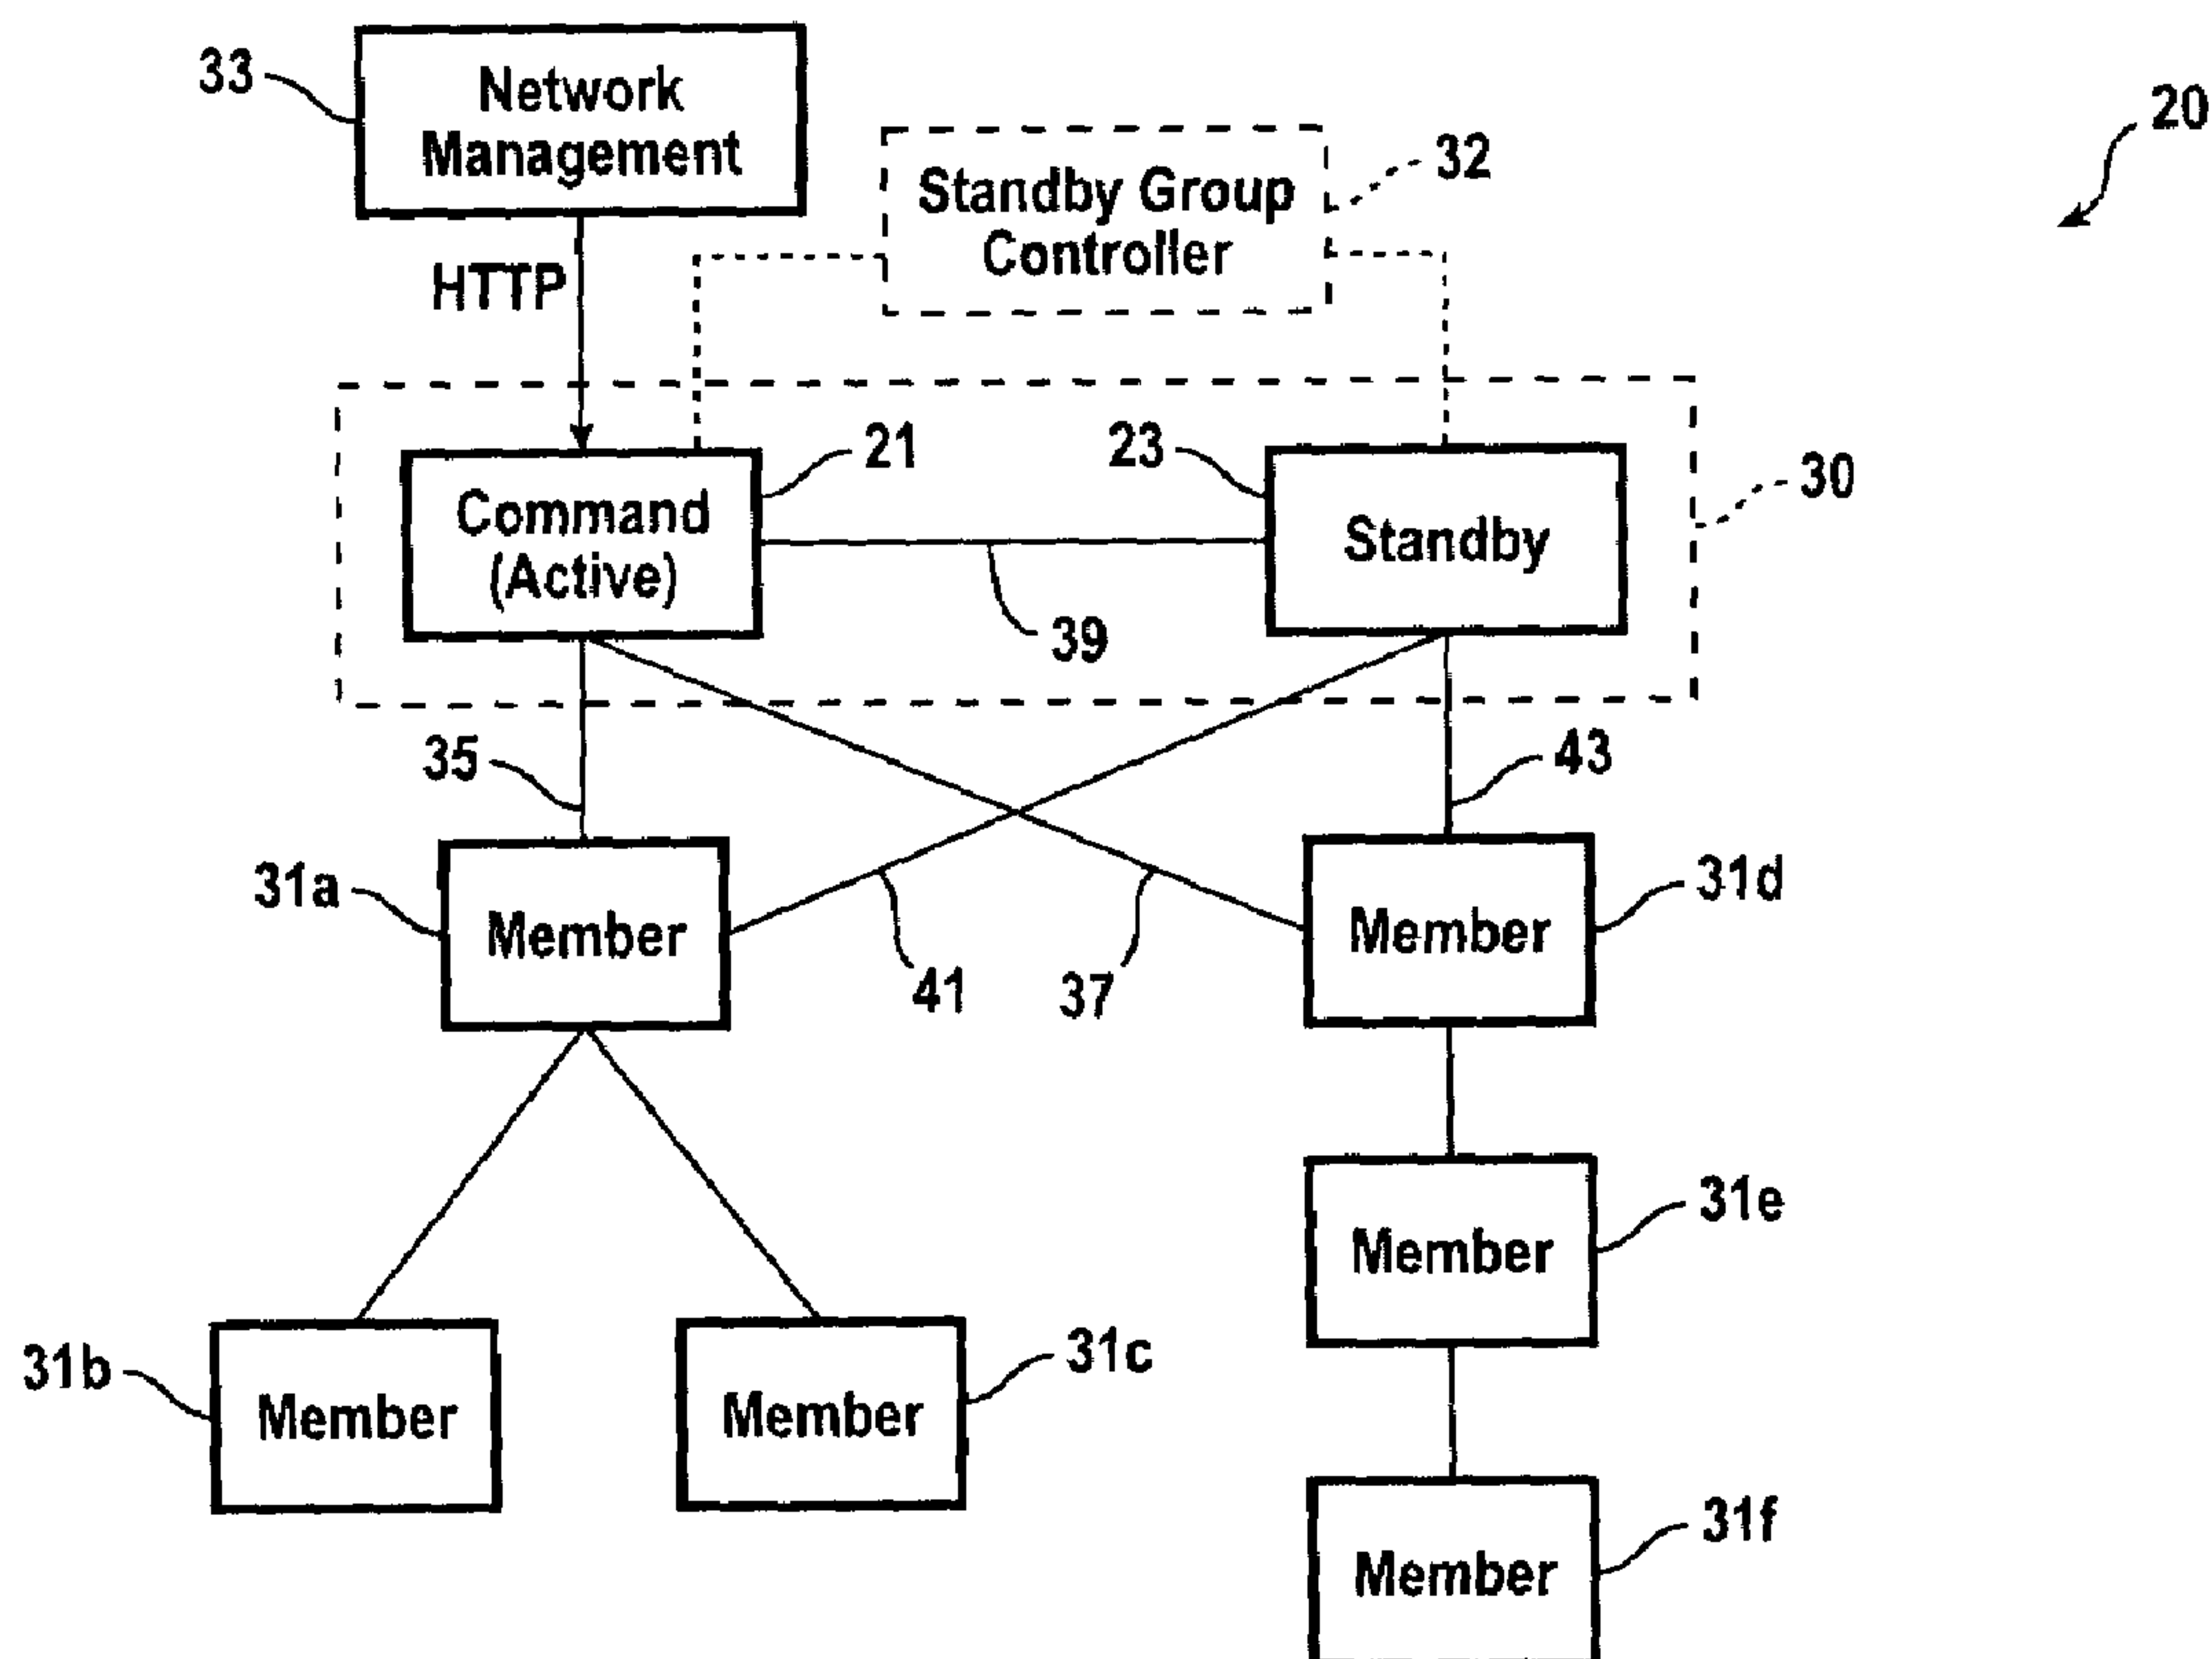 33
Network
Management
20
32
Standby Group
Controller
HTTP
21
23
30
Command
(Active)
Standby
39
35
43
31a
Member
31d
Member
41
37
31e
Member
31b
Member
31c
Member
31f
Member